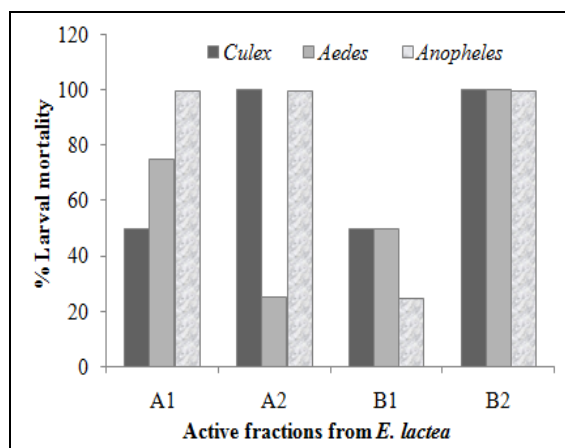 120
100
80
60
40
20
0
% Larval mortality
Culex Aedes Anopheles
A1 A2 B1 B2
Active fractions from E. lactea